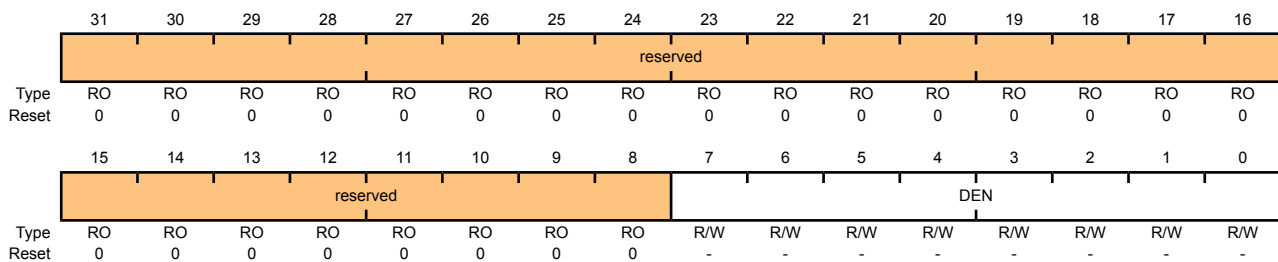 31 30 29 28 27 26 25 24 23 22 21 20 19 18 17 16
reserved
Type RO RO RO RO RO RO RO RO RO RO RO RO RO RO RO RO
Reset 0 0 0 0 0 0 0 0 0 0 0 0 0 0 0 0
15 14 13 12 11 10 9 8 7 6 5 4 3 2 1 0
reserved DEN
Type RO RO RO RO RO RO RO RO R/W R/W R/W R/W R/W R/W R/W R/W
Reset 0 0 0 0 0 0 0 0 - - - - - - - -